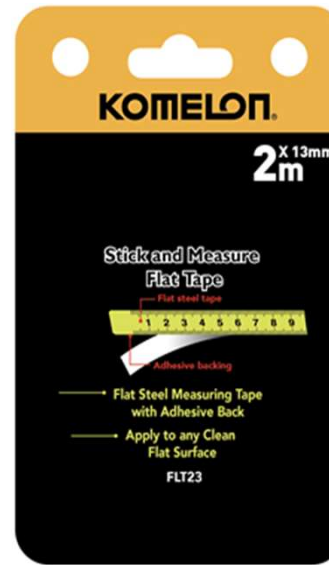 KOMELON®
2m X 13mm
Stick and Measure
Flat Tape
Flat steel tape
1 2 3 4 5 6 7 8 9
Adhesive backing
Flat Steel Measuring Tape
with Adhesive Back
Apply to any Clean
Flat Surface
FLT23